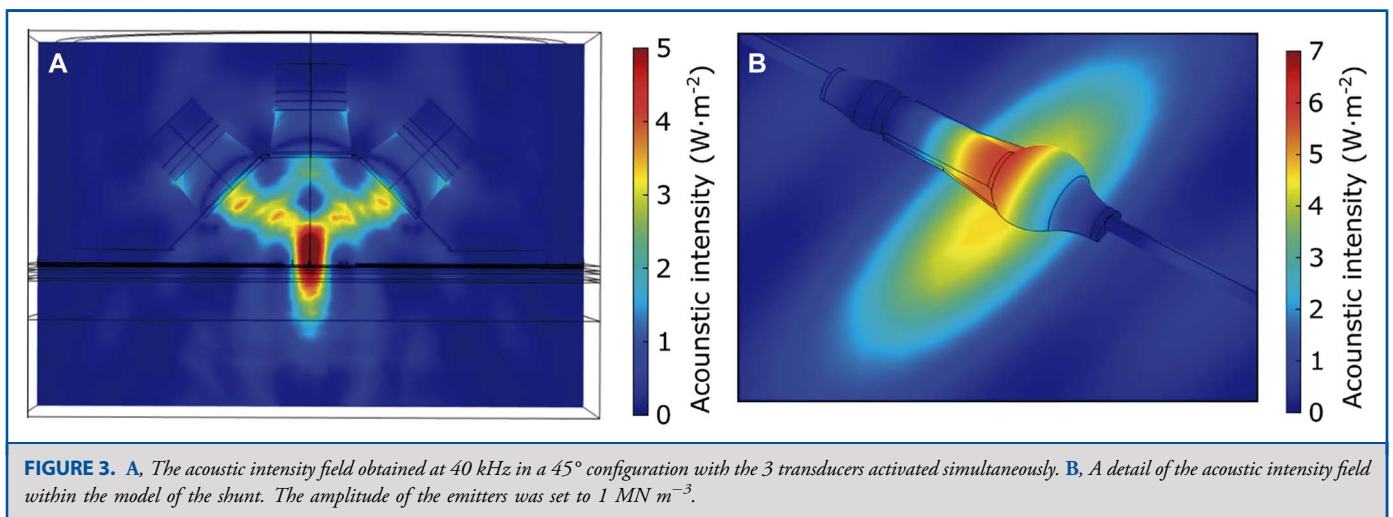 A
5
4
3
2
1
0
Acounstic intensity (W·m⁻²)
B
7
6
5
4
3
2
1
0
Acounstic intensity (W·m⁻²)
FIGURE 3. A, The acoustic intensity field obtained at 40 kHz in a 45° configuration with the 3 transducers activated simultaneously. B, A detail of the acoustic intensity field
within the model of the shunt. The amplitude of the emitters was set to 1 MN m⁻³.